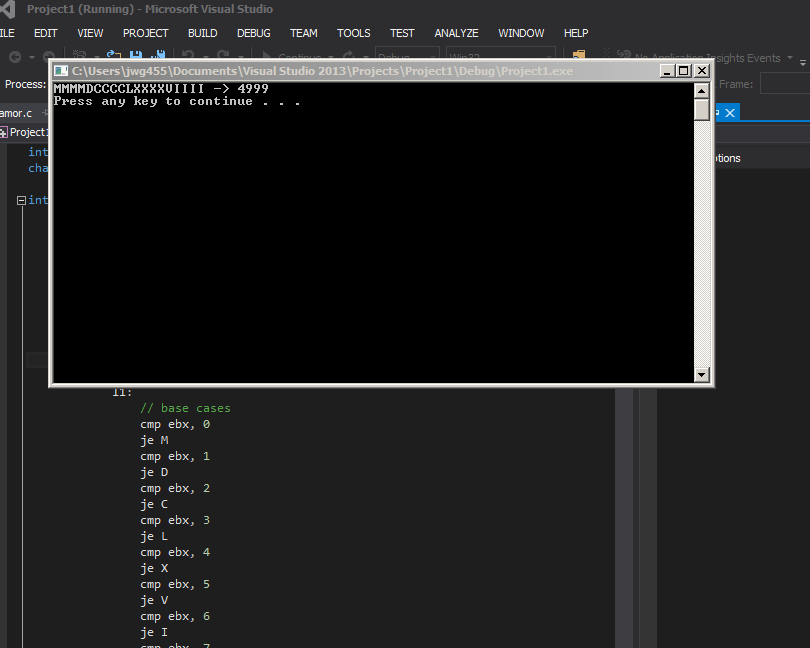 Project1 (Running) - Microsoft Visual Studio
ILE EDIT VIEW PROJECT BUILD DEBUG TEAM TOOLS TEST ANALYZE WINDOW HELP
Continue Debug Win32 No Application Insights Events
Process: C:\Users\jwg455\Documents\Visual Studio 2013\Projects\Project1\Debug\Project1.exe Frame:
MMMMDCCCCLXXXXVIIII -> 4999
Press any key to continue . . .
amor.c
Project1
int
cha
int
ptions
l1:
// base cases
cmp ebx, 0
je M
cmp ebx, 1
je D
cmp ebx, 2
je C
cmp ebx, 3
je L
cmp ebx, 4
je X
cmp ebx, 5
je V
cmp ebx, 6
je I
cmp ebx, 7